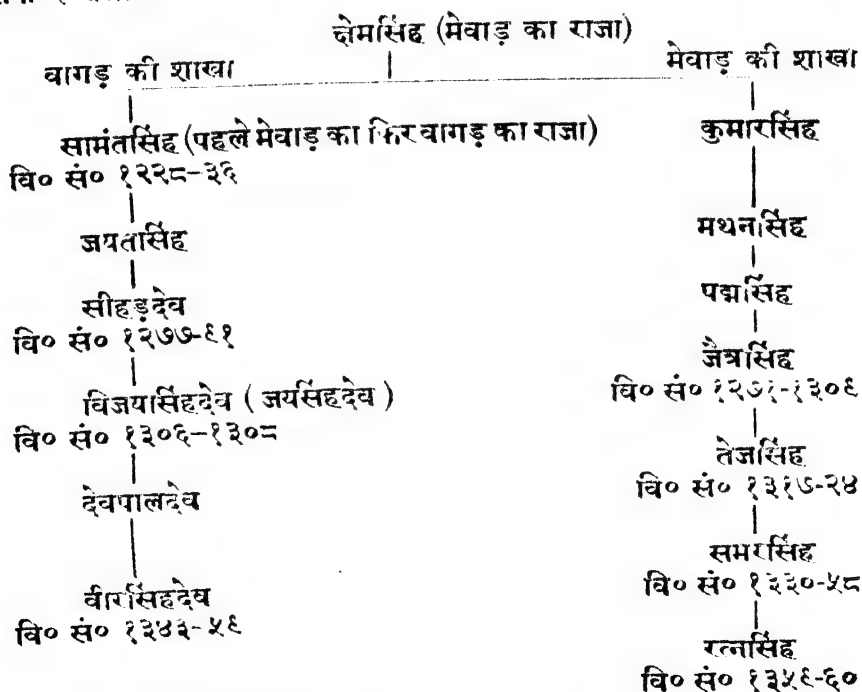 क्षेमसिंह (मेवाड़ का राजा)
वागड़ की शाखा
मेवाड़ की शाखा
सामंतसिंह (पहले मेवाड़ का फिर वागड़ का राजा)
वि० सं० १२२८-३६
जयतसिंह
सीहड़देव
वि० सं० १२७७-९१
विजयसिंहदेव (जयसिंहदेव)
वि० सं० १३०६-१३०८
देवपालदेव
वीरसिंहदेव
वि० सं० १३४३-५९
कुमारसिंह
मथनसिंह
पद्मसिंह
जैत्रसिंह
वि० सं० १२७१-१३०९
तेजसिंह
वि० सं० १३१७-२४
समरसिंह
वि० सं० १३३०-५८
रत्नसिंह
वि० सं० १३५९-६०